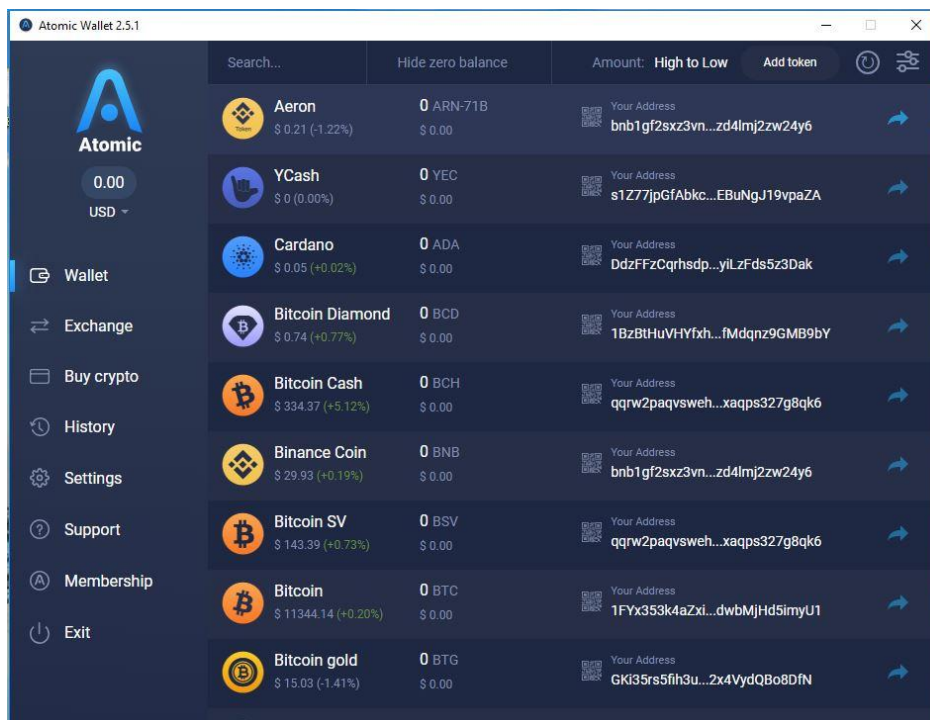 Atomic Wallet 2.5.1
Search...
Hide zero balance
Amount: High to Low
Add token
Atomic
0.00
USD
Wallet
Exchange
Buy crypto
History
Settings
Support
Membership
Exit
Aeron 0 ARN-71B Your Address
$ 0.21 (-1.22%) $ 0.00 bnb1gf2sxz3vn...zd4lmj2zw24y6
Token
YCash 0 YEC Your Address
$ 0 (0.00%) $ 0.00 s1Z77jpGfAbkc...EBuNgJ19vpaZA
Cardano 0 ADA Your Address
$ 0.05 (+0.02%) $ 0.00 DdzFFzCqrhsdp...yiLzFds5z3Dak
Bitcoin Diamond 0 BCD Your Address
$ 0.74 (+0.77%) $ 0.00 1BzBtHuVHYfxh...fMdqnz9GMB9bY
Bitcoin Cash 0 BCH Your Address
$ 334.37 (+5.12%) $ 0.00 qqrw2paqvsweh...xaqps327g8qk6
Binance Coin 0 BNB Your Address
$ 29.93 (+0.19%) $ 0.00 bnb1gf2sxz3vn...zd4lmj2zw24y6
Bitcoin SV 0 BSV Your Address
$ 143.39 (+0.73%) $ 0.00 qqrw2paqvsweh...xaqps327g8qk6
Bitcoin 0 BTC Your Address
$ 11344.14 (+0.20%) $ 0.00 1FYx353k4aZxi...dwbMjHd5imyU1
Bitcoin gold 0 BTG Your Address
$ 15.03 (-1.41%) $ 0.00 GKi35rs5fih3u...2x4VydQBo8DfN